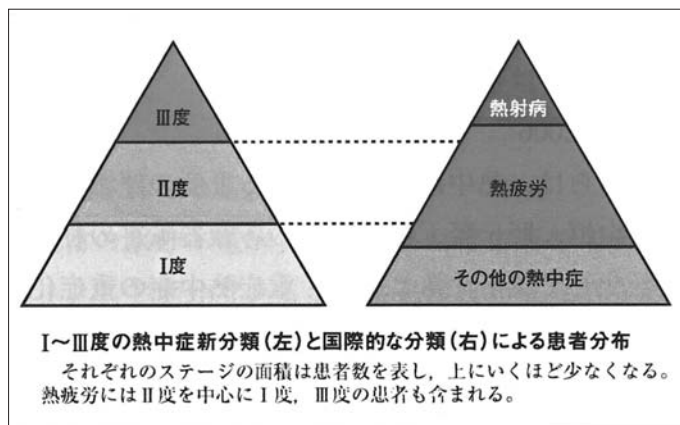 III度
II度
I度
熱射病
熱疲労
その他の熱中症
I〜III度の熱中症新分類(左)と国際的な分類(右)による患者分布
それぞれのステージの面積は患者数を表し，上にいくほど少なくなる。
熱疲労にはII度を中心にI度，III度の患者も含まれる。